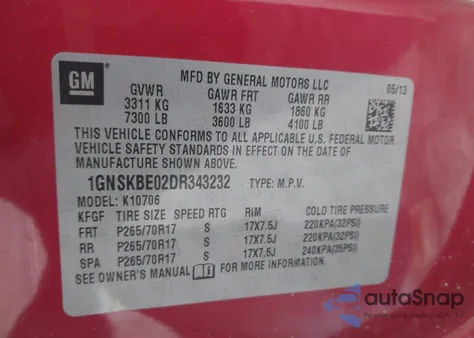 GM
MFD BY GENERAL MOTORS LLC
05/13
GVWR GAWR FRT GAWR RR
3311 KG 1633 KG 1860 KG
7300 LB 3600 LB 4100 LB
THIS VEHICLE CONFORMS TO ALL APPLICABLE U.S. FEDERAL MOTOR
VEHICLE SAFETY STANDARDS IN EFFECT ON THE DATE OF
MANUFACTURE SHOWN ABOVE.
1GNSKBE02DR343232 TYPE: M.P.V.
MODEL: K10706
KFGF TIRE SIZE SPEED RTG RIM COLD TIRE PRESSURE
FRT P265/70R17 S 17X7.5J 220KPA(32PSI)
RR P265/70R17 S 17X7.5J 220KPA(32PSI)
SPA P265/70R17 S 17X7.5J 240KPA(35PSI)
SEE OWNER'S MANUAL FOR MORE INFORMATION.
autoSnap